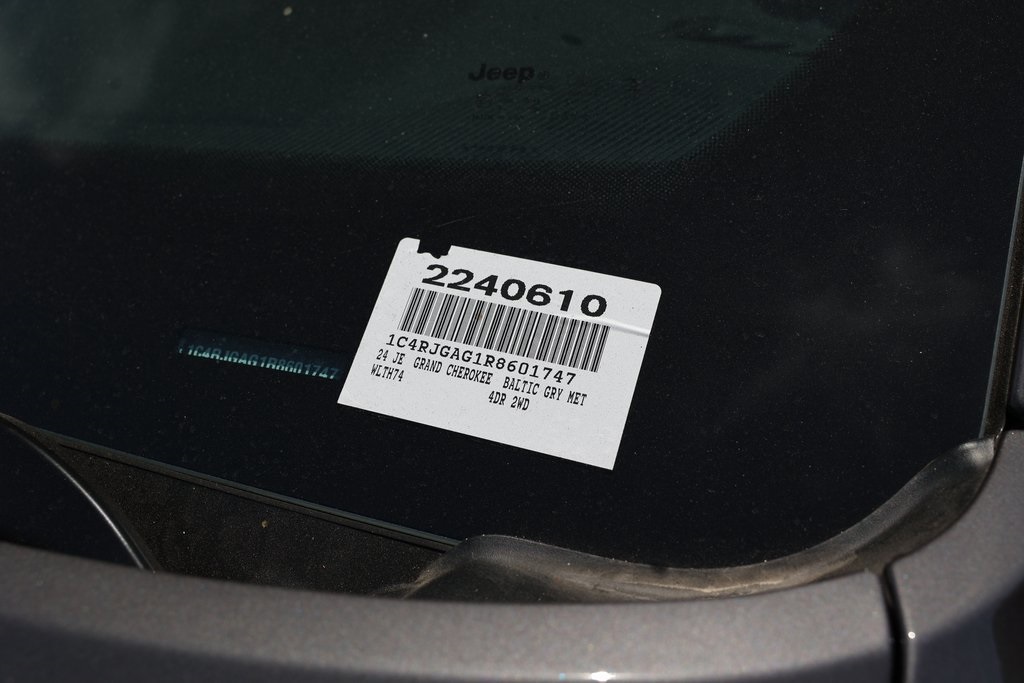 Jeep
2240610
1C4RJGAG1R8601747
24 JE GRAND CHEROKEE BALTIC GRY MET
WLTH74 4DR 2WD
1C4RJGAG1R8601747